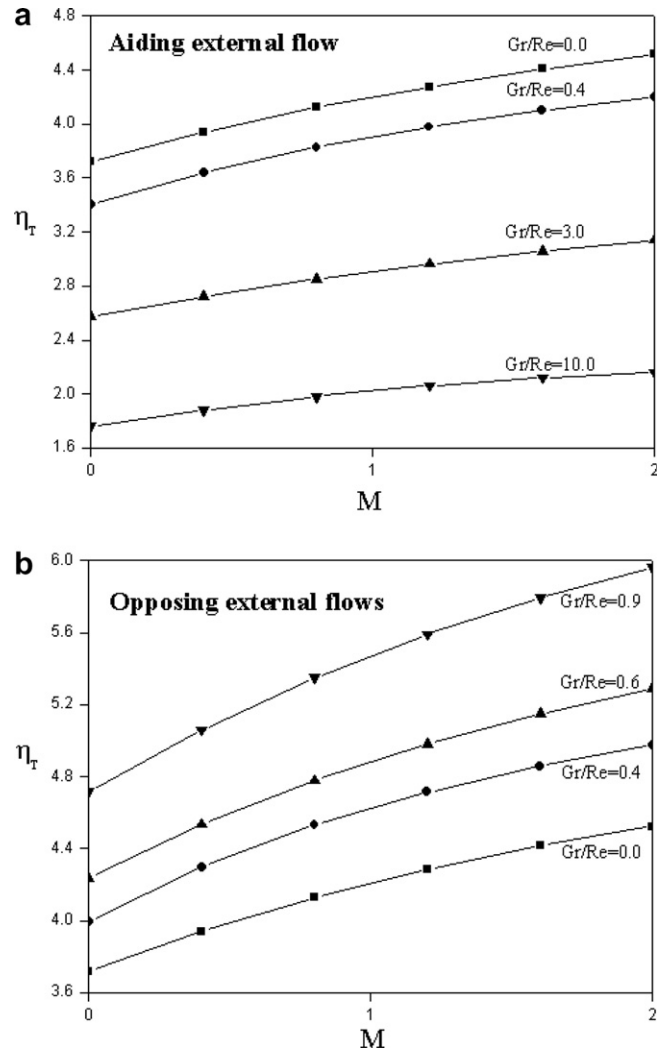 a
4.8
Aiding external flow
Gr/Re=0.0
4.4
Gr/Re=0.4
4.0
3.6
ηT
3.2
Gr/Re=3.0
2.8
2.4
Gr/Re=10.0
2.0
1.6
0 1 2
M
b
6.0
Opposing external flows
Gr/Re=0.9
5.6
5.2
Gr/Re=0.6
ηT
4.8
Gr/Re=0.4
4.4
Gr/Re=0.0
4.0
3.6
0 1 2
M